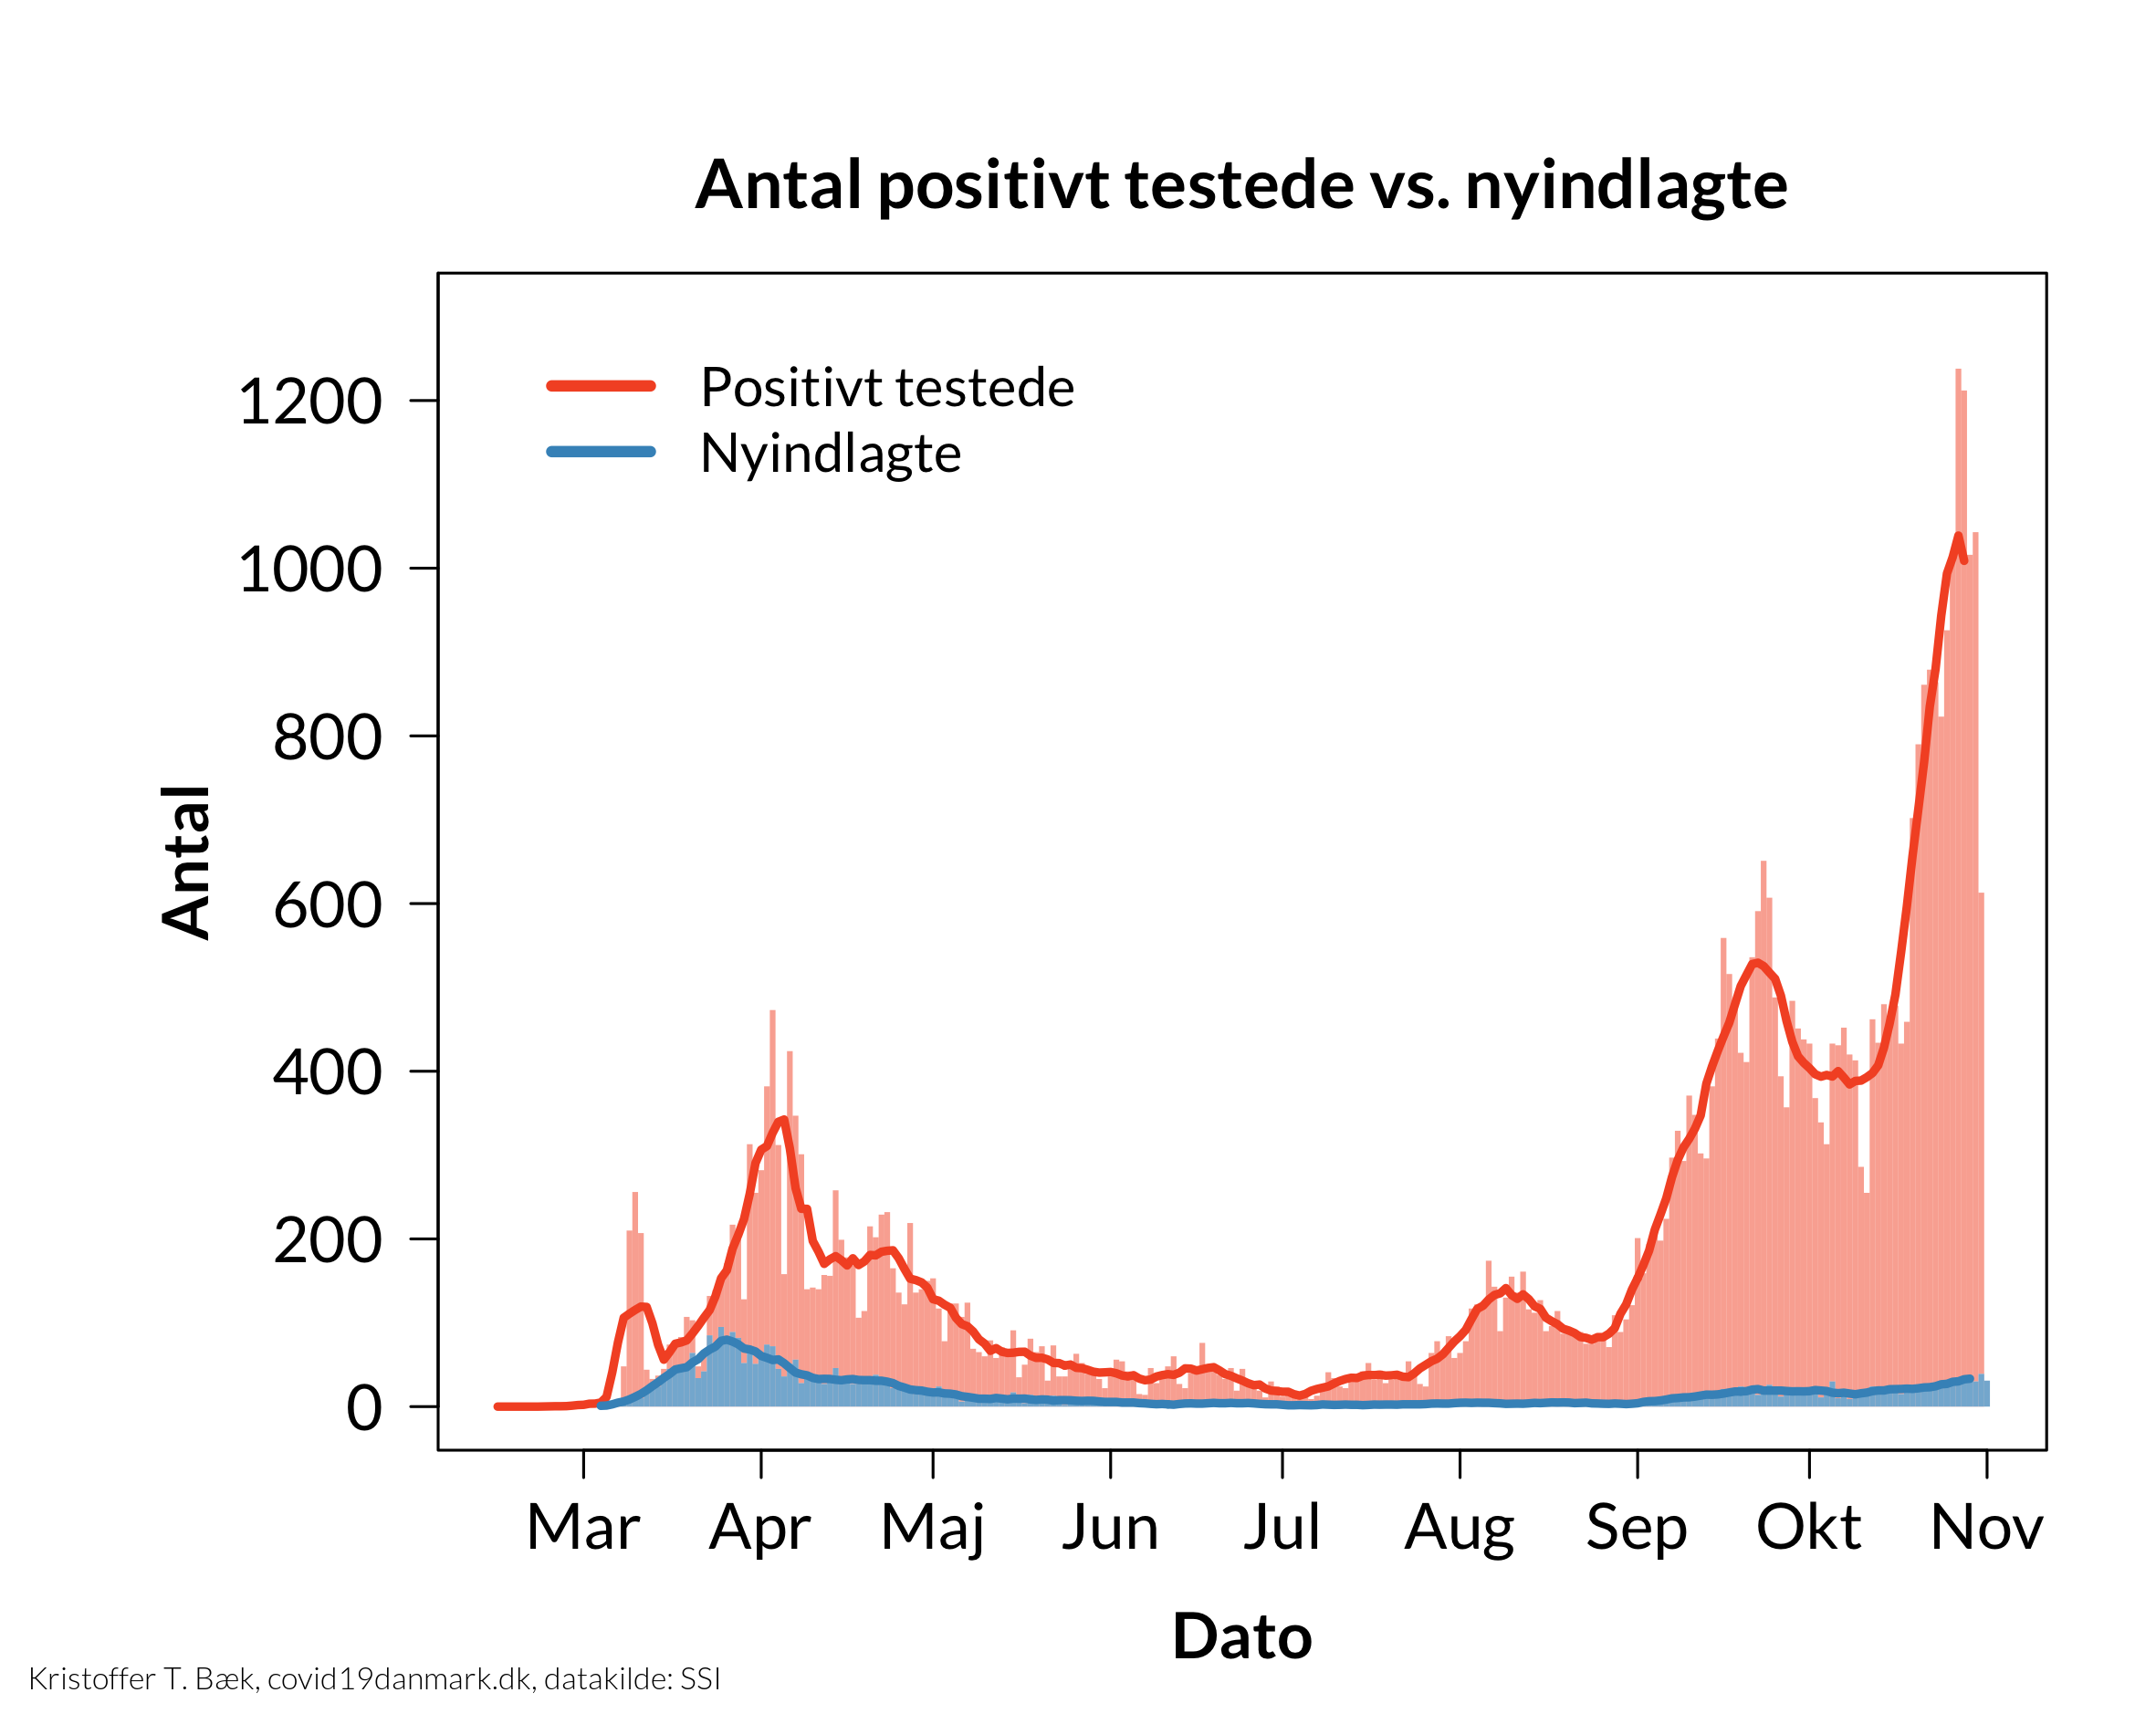 Antal positivt testede vs. nyindlagte
Positivt testede
Nyindlagte
1200
1000
800
600
400
200
0
Antal
Mar Apr Maj Jun Jul Aug Sep Okt Nov
Dato
Kristoffer T. Bæk, covid19danmark.dk, datakilde: SSI